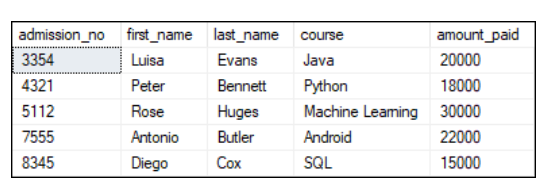 admission_no first_name last_name course amount_paid
3354 Luisa Evans Java 20000
4321 Peter Bennett Python 18000
5112 Rose Huges Machine Learning 30000
7555 Antonio Butler Android 22000
8345 Diego Cox SQL 15000